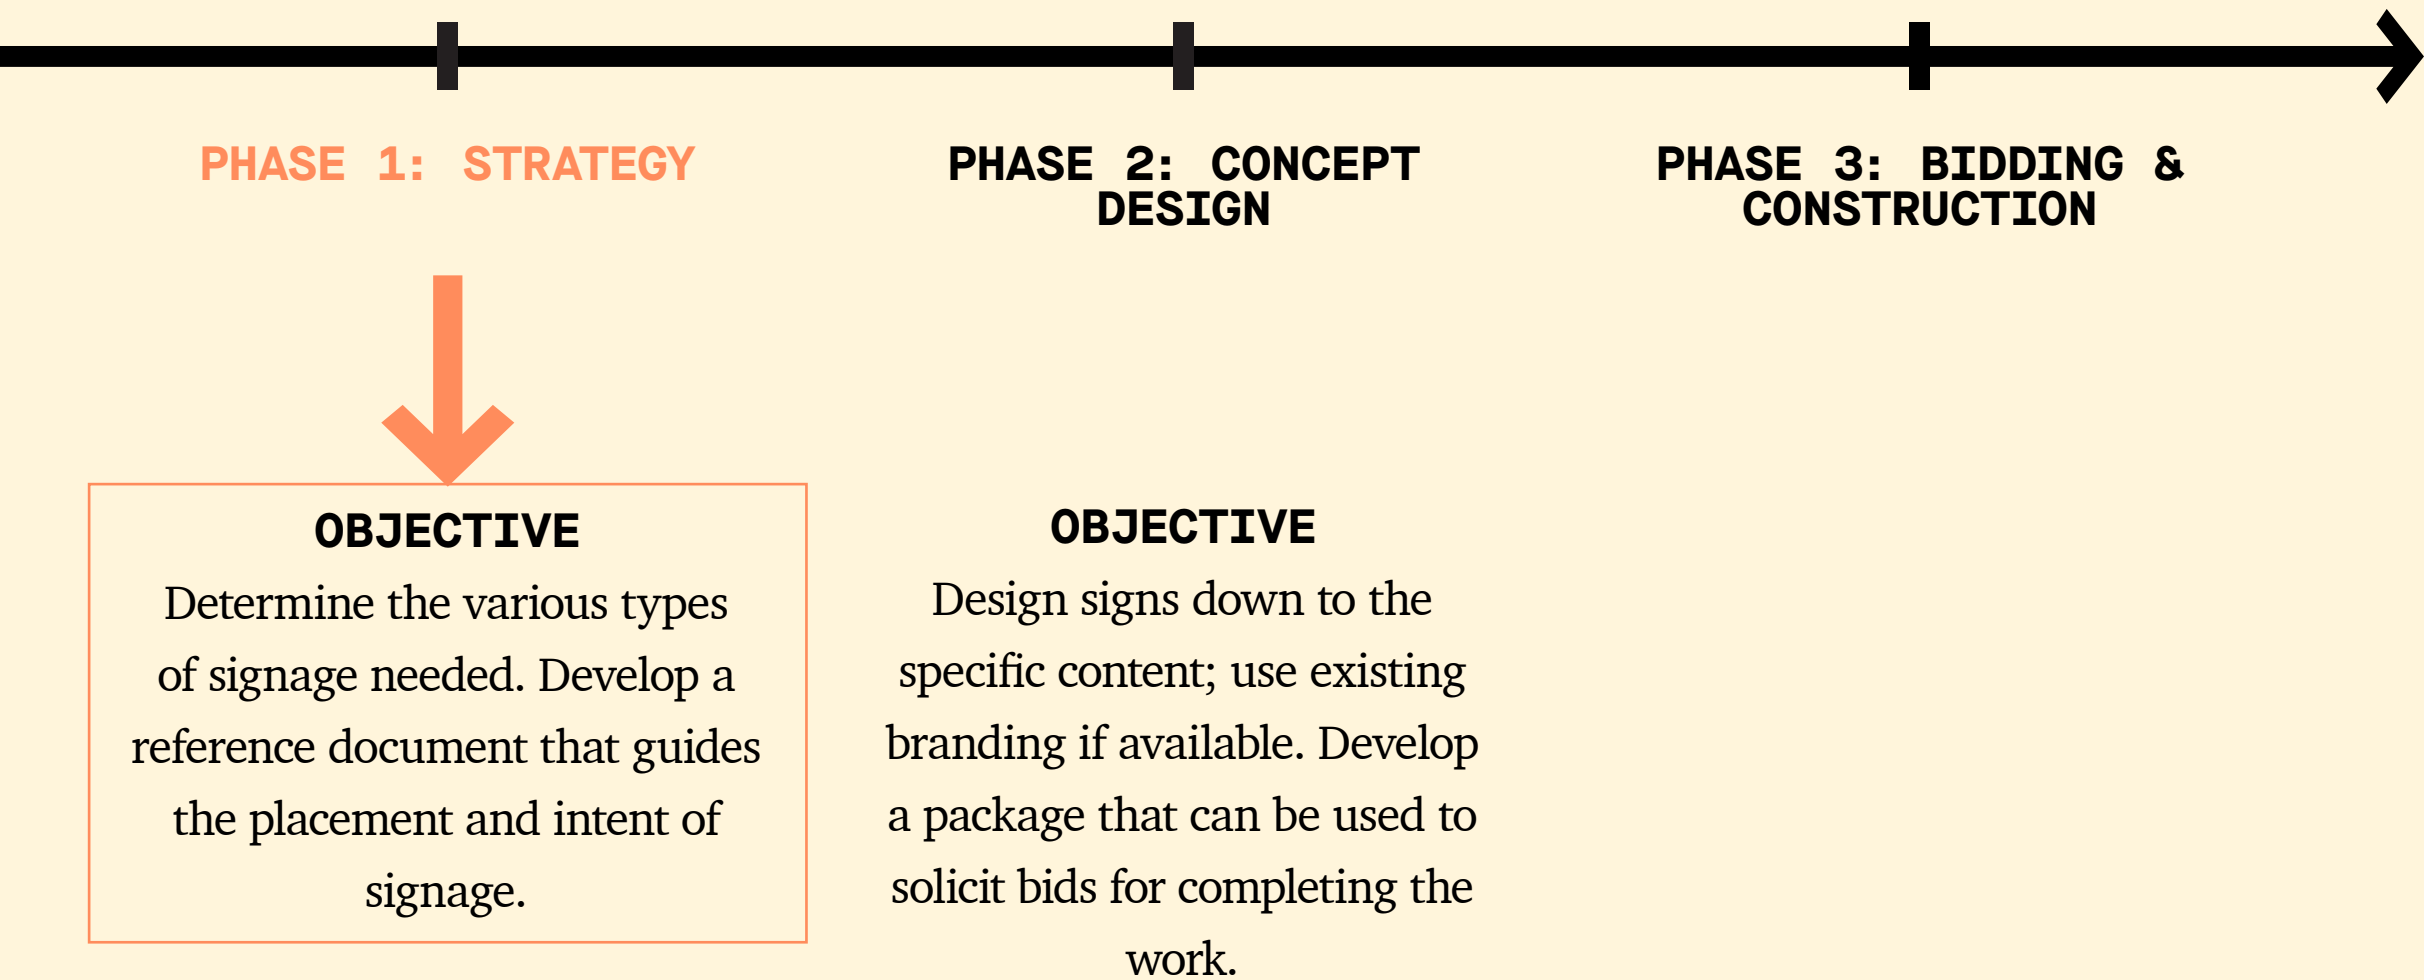 PHASE 1: STRATEGY
PHASE 2: CONCEPT
DESIGN
PHASE 3: BIDDING &
CONSTRUCTION
OBJECTIVE
Determine the various types
of signage needed. Develop a
reference document that guides
the placement and intent of
signage.
OBJECTIVE
Design signs down to the
specific content; use existing
branding if available. Develop
a package that can be used to
solicit bids for completing the
work.